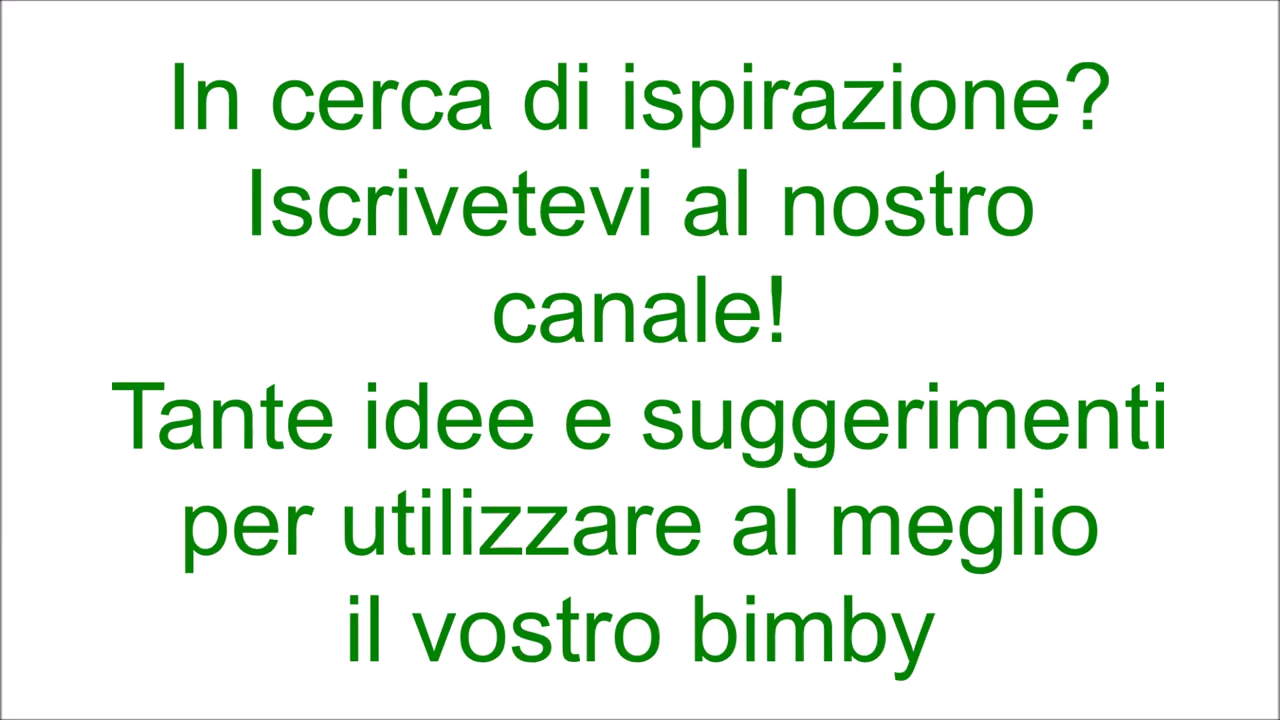 In cerca di ispirazione?
Iscrivetevi al nostro
canale!
Tante idee e suggerimenti
per utilizzare al meglio
il vostro bimby